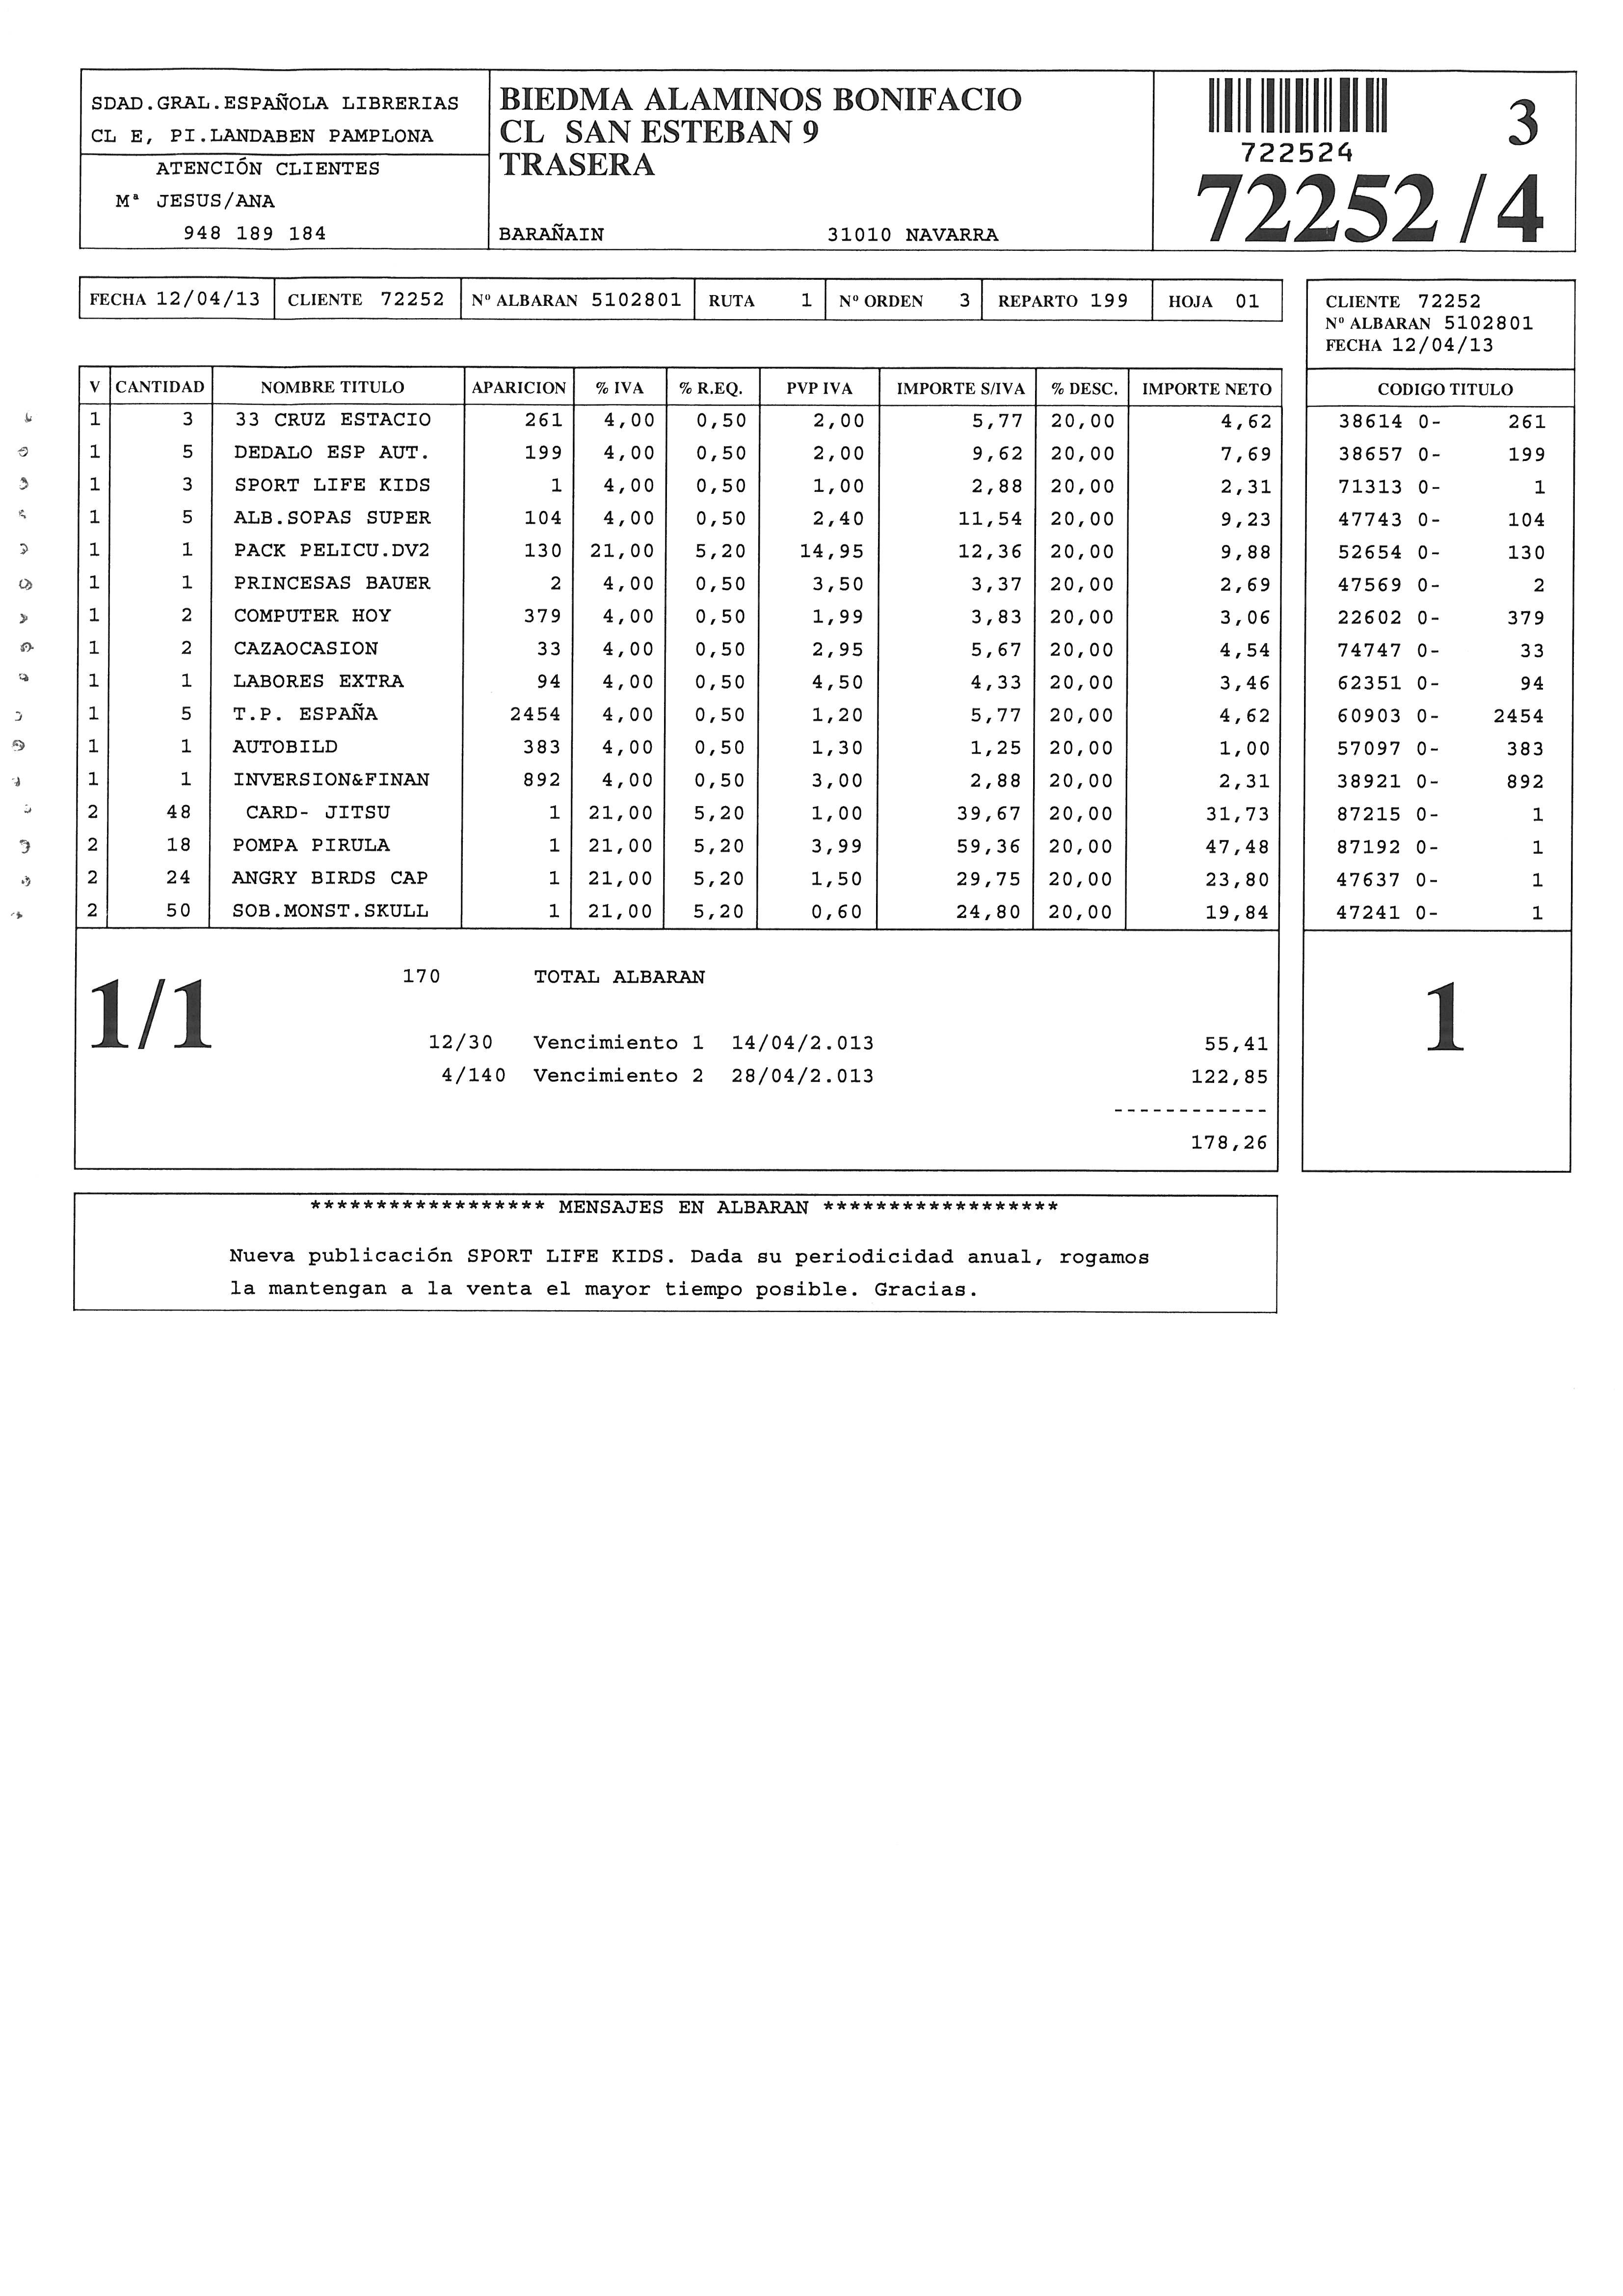 SDAD.GRAL.ESPAÑOLA LIBRERIAS
CL E, PI.LANDABEN PAMPLONA
ATENCIÓN CLIENTES
Mª JESUS/ANA
948 189 184
BIEDMA ALAMINOS BONIFACIO
CL SAN ESTEBAN 9
TRASERA
BARAÑAIN 31010 NAVARRA
722524
3
72252/4
FECHA 12/04/13 CLIENTE 72252 Nº ALBARAN 5102801 RUTA 1 Nº ORDEN 3 REPARTO 199 HOJA 01
CLIENTE 72252
Nº ALBARAN 5102801
FECHA 12/04/13
V CANTIDAD NOMBRE TITULO APARICION % IVA % R.EQ. PVP IVA IMPORTE S/IVA % DESC. IMPORTE NETO CODIGO TITULO
1 3 33 CRUZ ESTACIO 261 4,00 0,50 2,00 5,77 20,00 4,62 38614 0- 261
1 5 DEDALO ESP AUT. 199 4,00 0,50 2,00 9,62 20,00 7,69 38657 0- 199
1 3 SPORT LIFE KIDS 1 4,00 0,50 1,00 2,88 20,00 2,31 71313 0- 1
1 5 ALB.SOPAS SUPER 104 4,00 0,50 2,40 11,54 20,00 9,23 47743 0- 104
1 1 PACK PELICU.DV2 130 21,00 5,20 14,95 12,36 20,00 9,88 52654 0- 130
1 1 PRINCESAS BAUER 2 4,00 0,50 3,50 3,37 20,00 2,69 47569 0- 2
1 2 COMPUTER HOY 379 4,00 0,50 1,99 3,83 20,00 3,06 22602 0- 379
1 2 CAZAOCASION 33 4,00 0,50 2,95 5,67 20,00 4,54 74747 0- 33
1 1 LABORES EXTRA 94 4,00 0,50 4,50 4,33 20,00 3,46 62351 0- 94
1 5 T.P. ESPAÑA 2454 4,00 0,50 1,20 5,77 20,00 4,62 60903 0- 2454
1 1 AUTOBILD 383 4,00 0,50 1,30 1,25 20,00 1,00 57097 0- 383
1 1 INVERSION&FINAN 892 4,00 0,50 3,00 2,88 20,00 2,31 38921 0- 892
2 48 CARD- JITSU 1 21,00 5,20 1,00 39,67 20,00 31,73 87215 0- 1
2 18 POMPA PIRULA 1 21,00 5,20 3,99 59,36 20,00 47,48 87192 0- 1
2 24 ANGRY BIRDS CAP 1 21,00 5,20 1,50 29,75 20,00 23,80 47637 0- 1
2 50 SOB.MONST.SKULL 1 21,00 5,20 0,60 24,80 20,00 19,84 47241 0- 1
170 TOTAL ALBARAN
1/1
1
12/30 Vencimiento 1 14/04/2.013 55,41
4/140 Vencimiento 2 28/04/2.013 122,85
------------
178,26
****************** MENSAJES EN ALBARAN ******************
Nueva publicación SPORT LIFE KIDS. Dada su periodicidad anual, rogamos
la mantengan a la venta el mayor tiempo posible. Gracias.